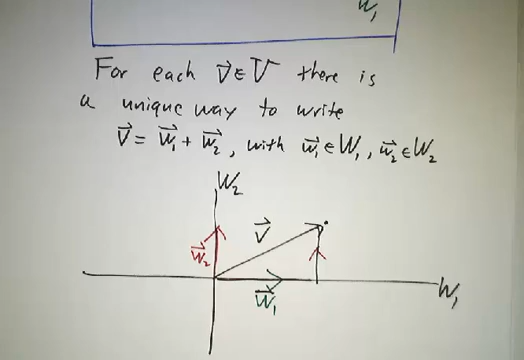 W₁
For each v⃗ ∈ V there is
a unique way to write
v⃗ = w⃗₁ + w⃗₂, with w⃗₁ ∈ W₁, w⃗₂ ∈ W₂
W₂
v⃗
w⃗₂
w⃗₁
W₁